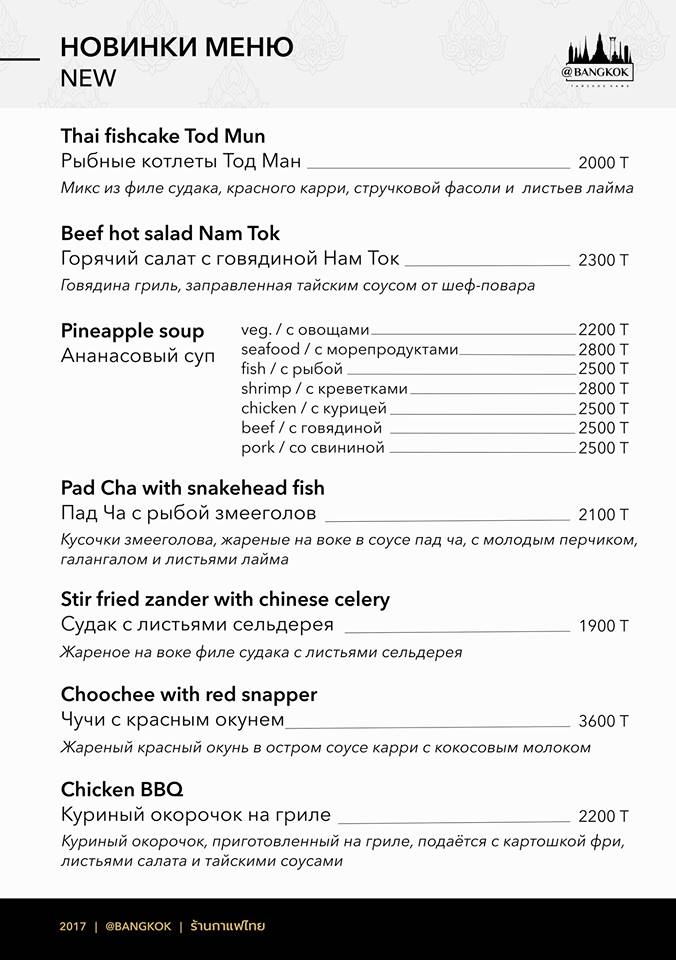 НОВИНКИ МЕНЮ
NEW
@BANGKOK
Thai fishcake Tod Mun
Рыбные котлеты Тод Ман 2000 T
Микс из филе судака, красного карри, стручковой фасоли и листьев лайма
Beef hot salad Nam Tok
Горячий салат с говядиной Нам Ток 2300 T
Говядина гриль, заправленная тайским соусом от шеф-повара
Pineapple soup
Ананасовый суп
veg. / с овощами 2200 T
seafood / с морепродуктами 2800 T
fish / с рыбой 2500 T
shrimp / с креветками 2800 T
chicken / с курицей 2500 T
beef / с говядиной 2500 T
pork / со свининой 2500 T
Pad Cha with snakehead fish
Пад Ча с рыбой змееголов 2100 T
Кусочки змееголова, жареные на воке в соусе пад ча, с молодым перчиком,
галангалом и листьями лайма
Stir fried zander with chinese celery
Судак с листьями сельдерея 1900 T
Жареное на воке филе судака с листьями сельдерея
Choochee with red snapper
Чучи с красным окунем 3600 T
Жареный красный окунь в остром соусе карри с кокосовым молоком
Chicken BBQ
Куриный окорочок на гриле 2200 T
Куриный окорочок, приготовленный на гриле, подаётся с картошкой фри,
листьями салата и тайскими соусами
2017 | @BANGKOK | ร้านกาแฟไทย